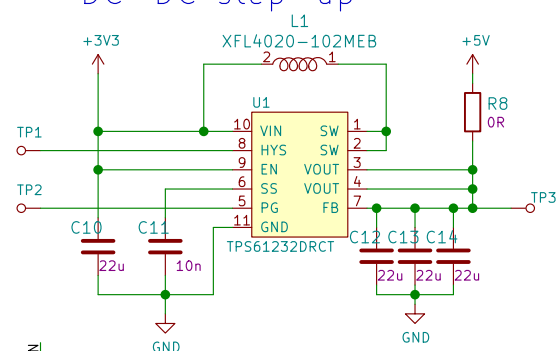 DC-DC step-up
L1
+3V3
XFL4020-102MEB
+5V
2
1
U1
R8
0R
TP1
10 VIN SW 1
8 HYS SW 2
9 EN VOUT 3
TP2
6 SS VOUT 4
TP3
5 PG FB 7
11 GND
C10
C11
TPS61232DRCT
C12
C13
C14
22u
10n
22u
22u
22u
GND
GND
N